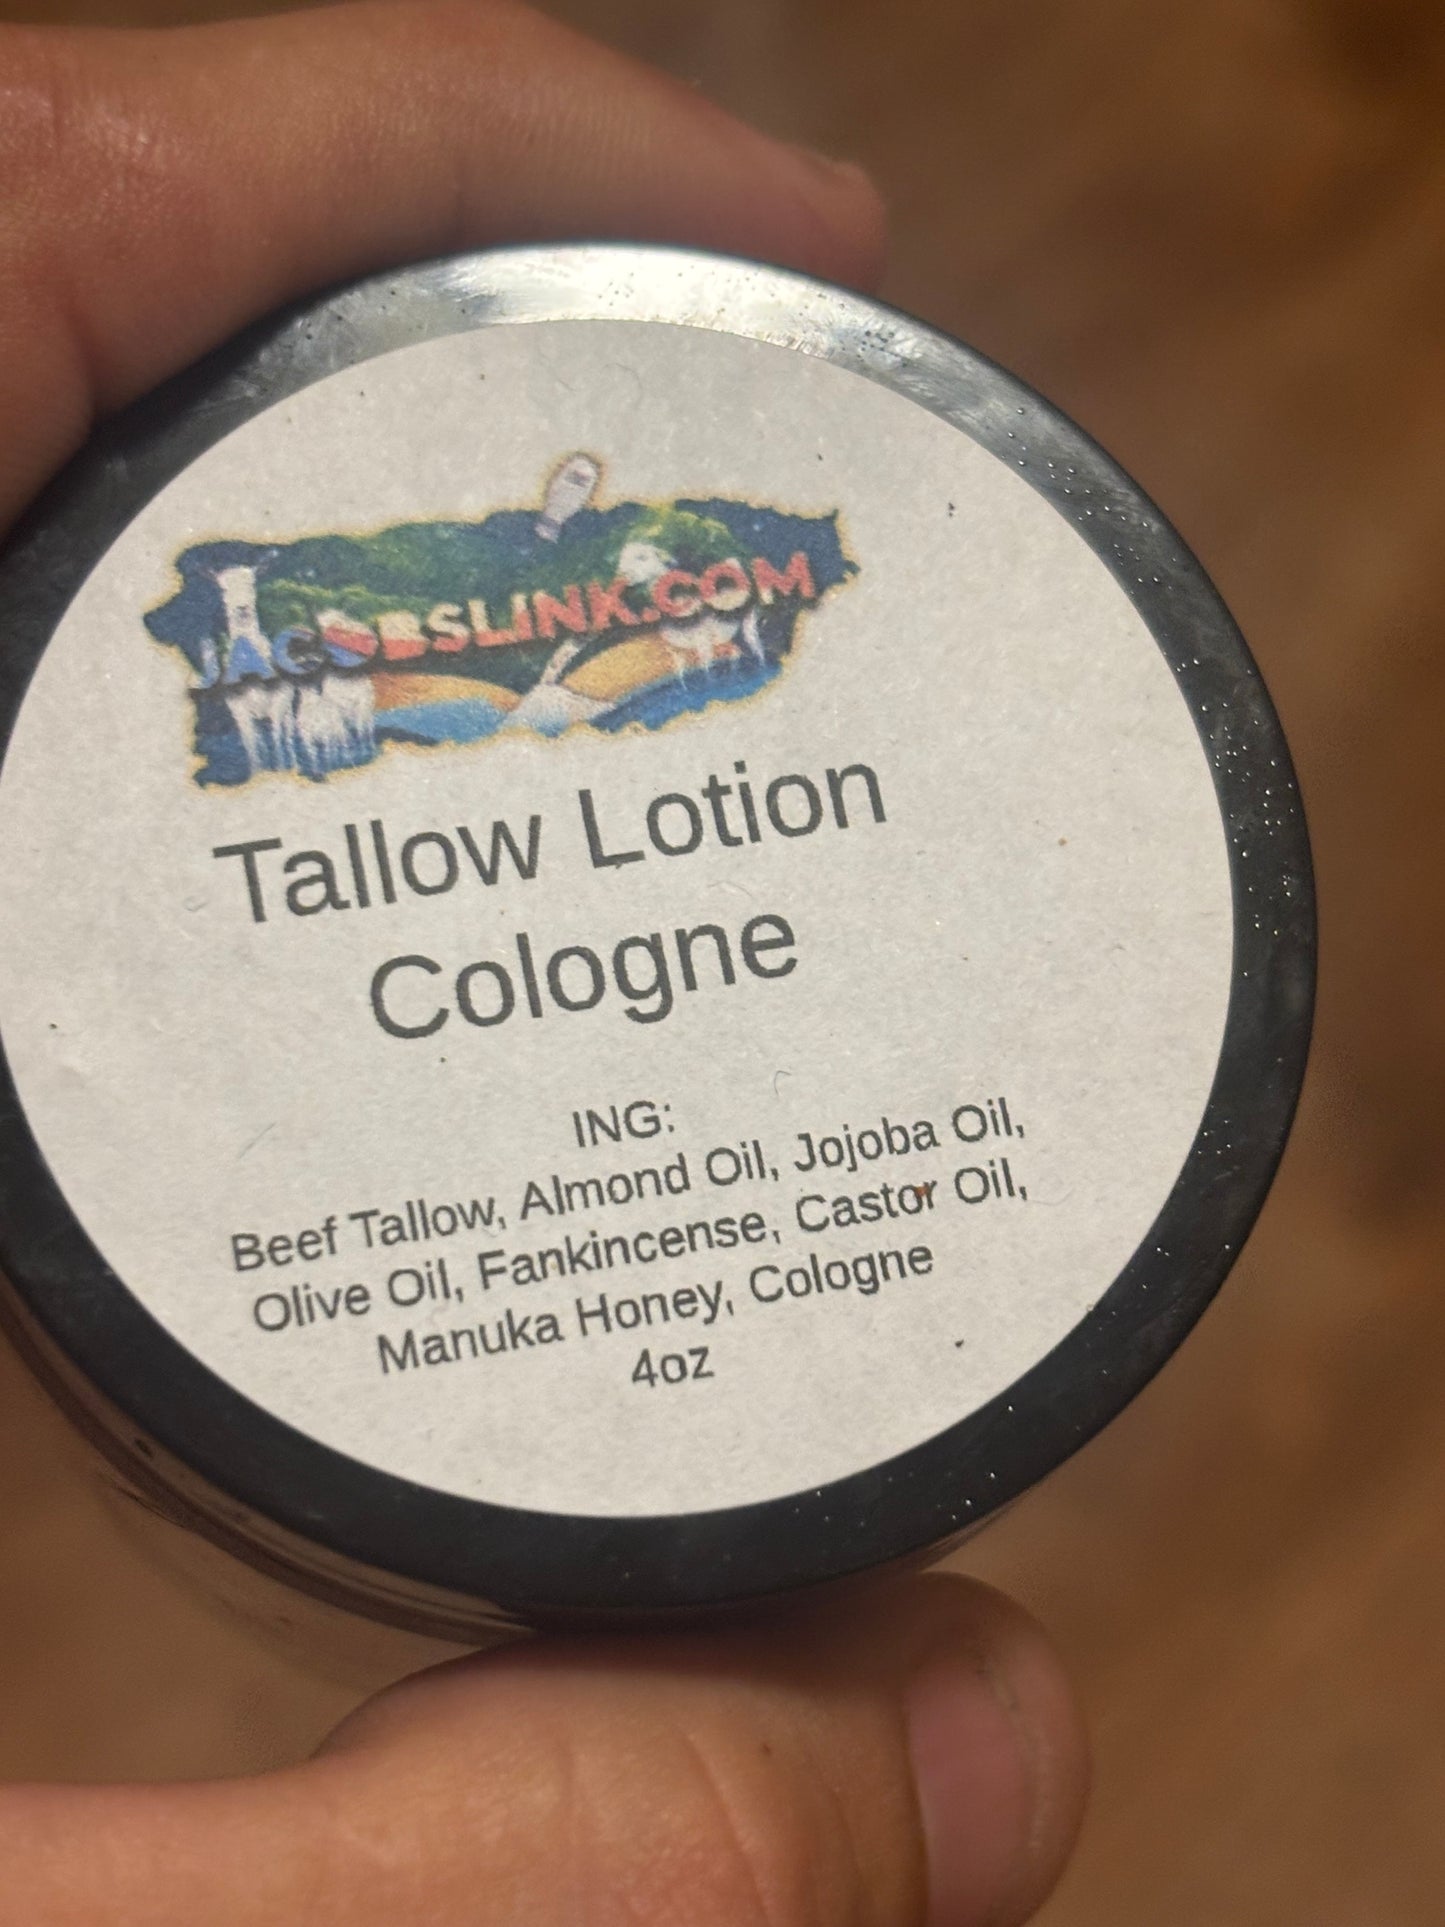 JACOBSLINK.COM
Tallow Lotion
Cologne
ING:
Beef Tallow, Almond Oil, Jojoba Oil,
Olive Oil, Fankincense, Castor Oil,
Manuka Honey, Cologne
4oz